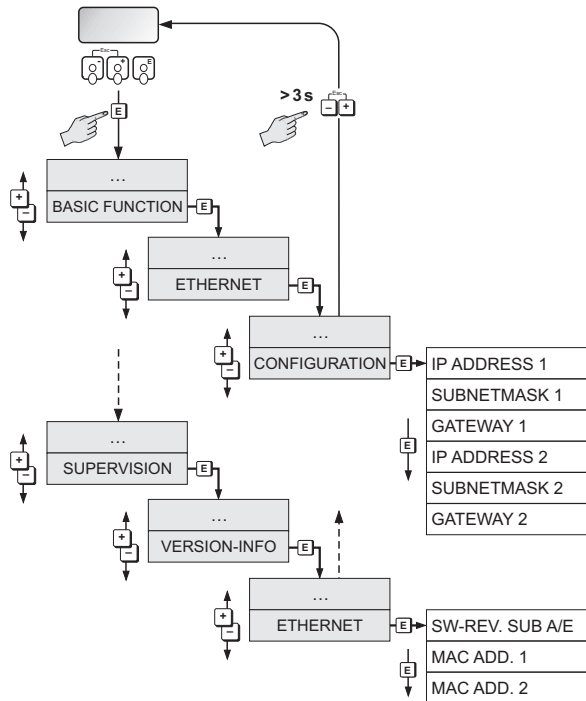 Esc
- + E
E
>3s
Esc
- +
…
+
-
BASIC FUNCTION
E
…
+
-
ETHERNET
E
…
+
-
CONFIGURATION
E
IP ADDRESS 1
SUBNETMASK 1
GATEWAY 1
E
IP ADDRESS 2
SUBNETMASK 2
GATEWAY 2
…
+
-
SUPERVISION
E
…
+
-
VERSION-INFO
E
…
+
-
ETHERNET
E
SW-REV. SUB A/E
MAC ADD. 1
E
MAC ADD. 2